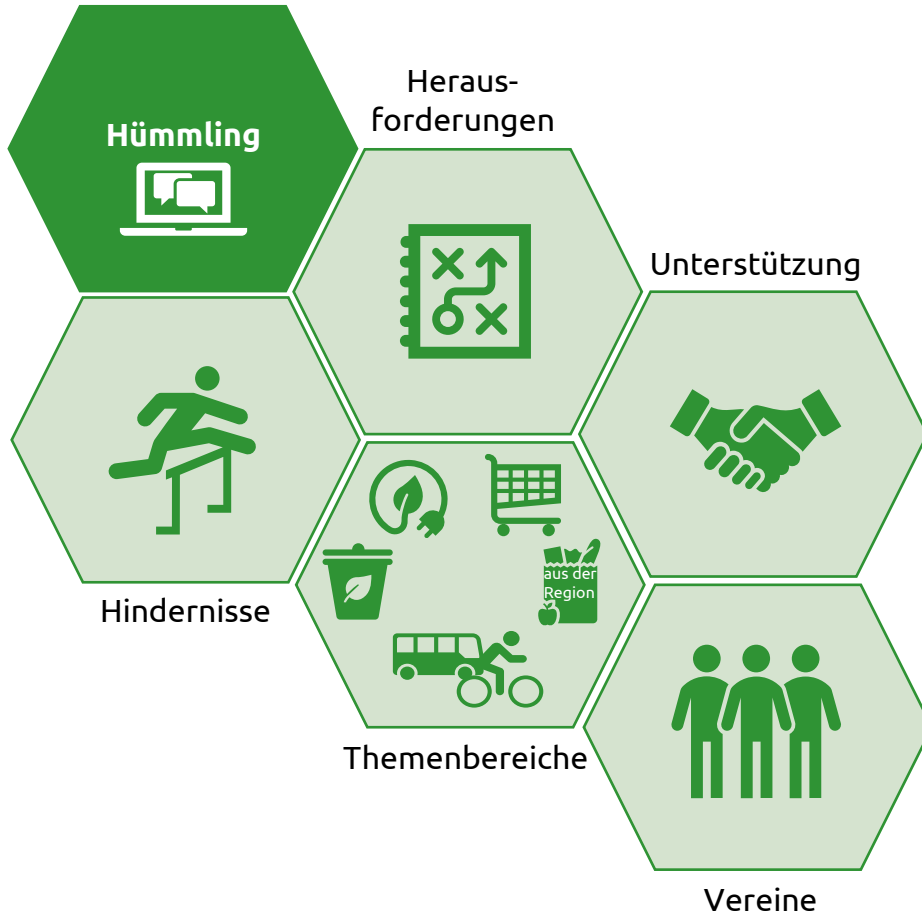 Hümmling
Heraus-
forderungen
Unterstützung
Hindernisse
aus der
Region
Themenbereiche
Vereine